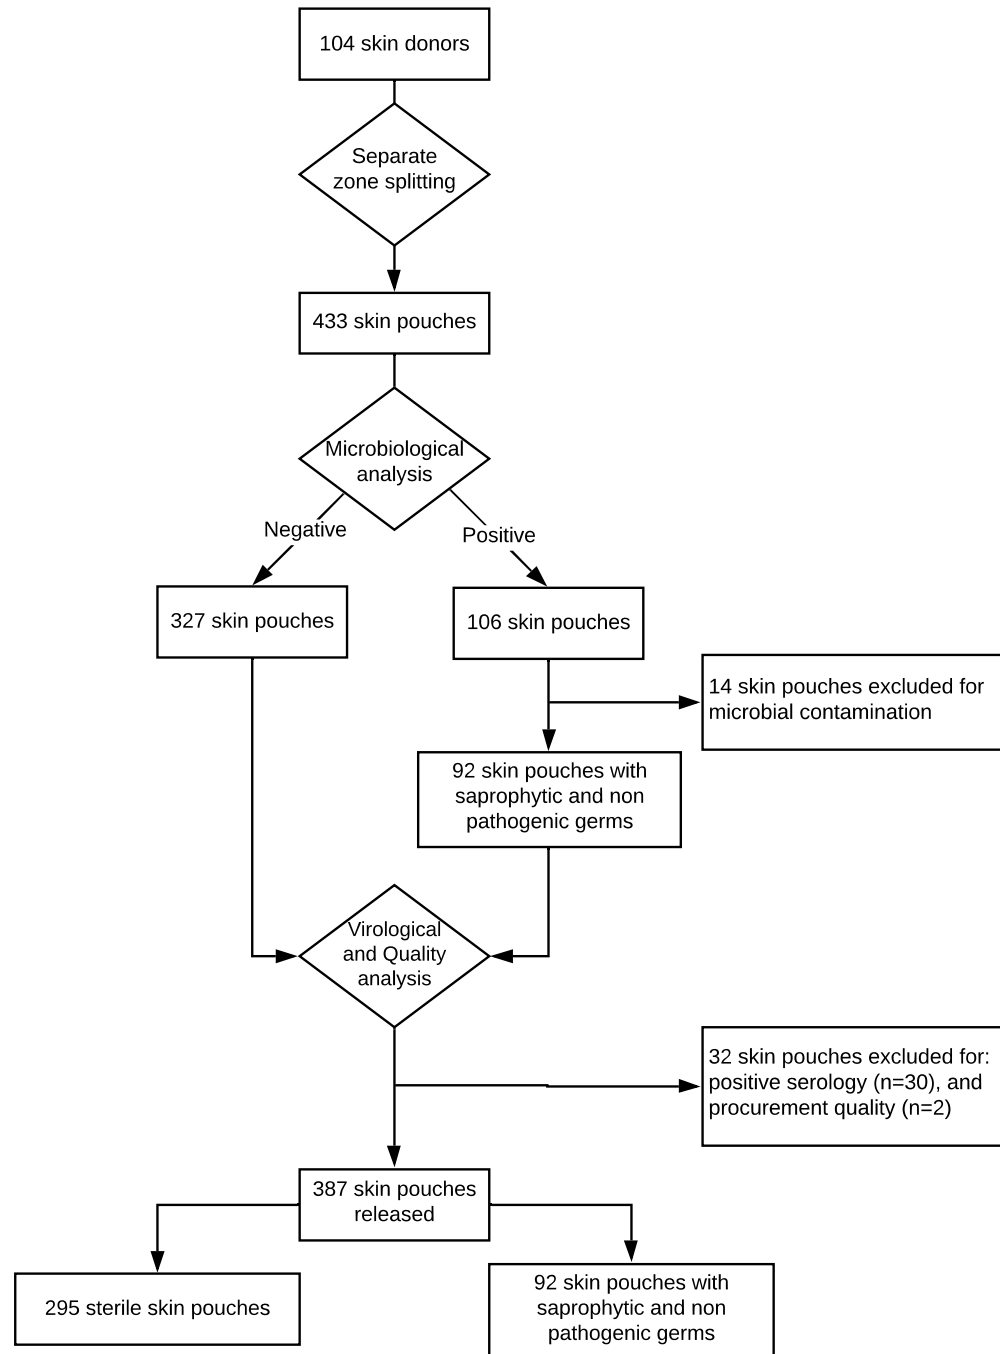 104 skin donors
Separate
zone splitting
433 skin pouches
Microbiological
analysis
Negative
Positive
327 skin pouches
106 skin pouches
14 skin pouches excluded for
microbial contamination
92 skin pouches with
saprophytic and non
pathogenic germs
Virological
and Quality
analysis
32 skin pouches excluded for:
positive serology (n=30), and
procurement quality (n=2)
387 skin pouches
released
295 sterile skin pouches
92 skin pouches with
saprophytic and non
pathogenic germs